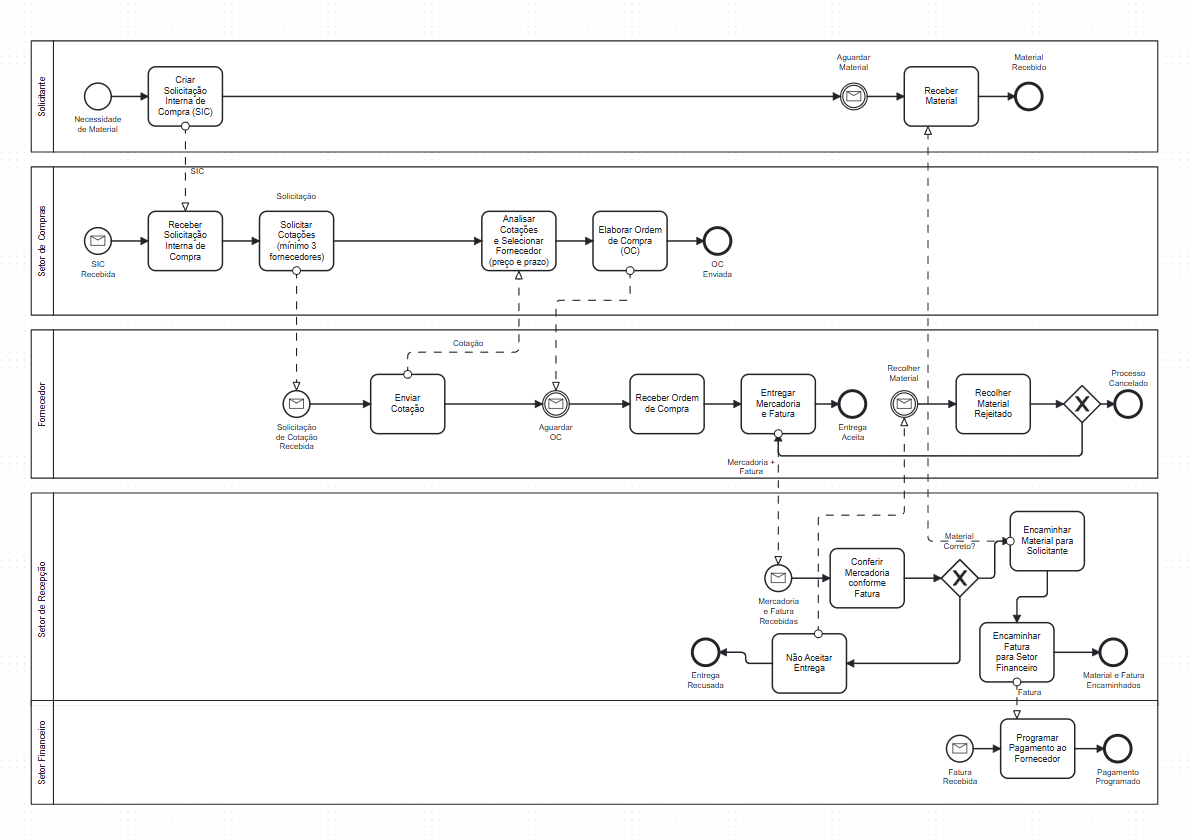 Solicitante
Necessidade
de Material
Criar
Solicitação
Interna de
Compra (SIC)
Aguardar
Material
Receber
Material
Material
Recebido
SIC
Setor de Compras
SIC
Recebida
Receber
Solicitação
Interna de
Compra
Solicitação
Solicitar
Cotações
(mínimo 3
fornecedores)
Analisar
Cotações
e Selecionar
Fornecedor
(preço e prazo)
Elaborar Ordem
de Compra
(OC)
OC
Enviada
Fornecedor
Solicitação
de Cotação
Recebida
Cotação
Enviar
Cotação
Aguardar
OC
Receber Ordem
de Compra
Entregar
Mercadoria
e Fatura
Entrega
Aceita
Recolher
Material
Recolher
Material
Rejeitado
Processo
Cancelado
Mercadoria +
Fatura
Setor de Recepção
Mercadoria
e Fatura
Recebidas
Conferir
Mercadoria
conforme
Fatura
Material
Correto?
Encaminhar
Material para
Solicitante
Entrega
Recusada
Não Aceitar
Entrega
Encaminhar
Fatura
para Setor
Financeiro
Material e Fatura
Encaminhados
Fatura
Setor Financeiro
Fatura
Recebida
Programar
Pagamento ao
Fornecedor
Pagamento
Programado